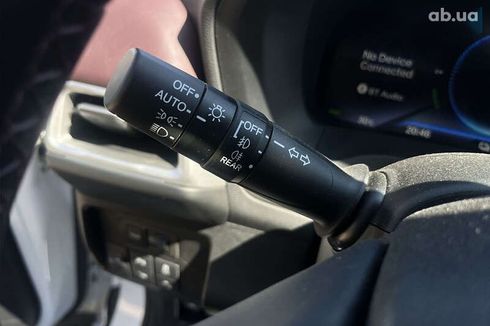 ab.ua
No Device
Connected
BT Audio
20:46
OFF
AUTO
OFF
REAR